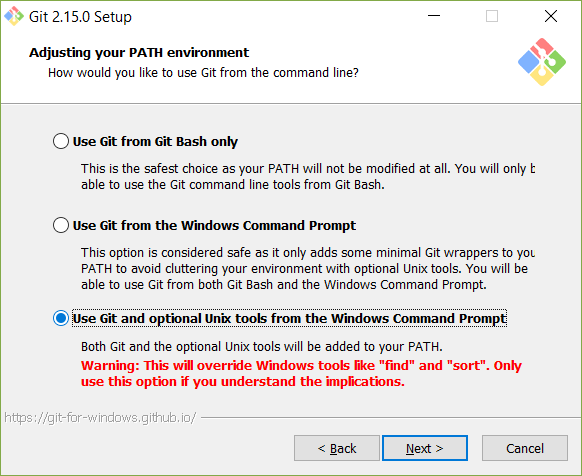 Git 2.15.0 Setup
Adjusting your PATH environment
How would you like to use Git from the command line?
Use Git from Git Bash only
This is the safest choice as your PATH will not be modified at all. You will only
able to use the Git command line tools from Git Bash.
Use Git from the Windows Command Prompt
This option is considered safe as it only adds some minimal Git wrappers to you
PATH to avoid cluttering your environment with optional Unix tools. You will be
able to use Git from both Git Bash and the Windows Command Prompt.
Use Git and optional Unix tools from the Windows Command Prompt
Both Git and the optional Unix tools will be added to your PATH.
Warning: This will override Windows tools like "find" and "sort". Only
use this option if you understand the implications.
https://git-for-windows.github.io/
< Back
Next >
Cancel